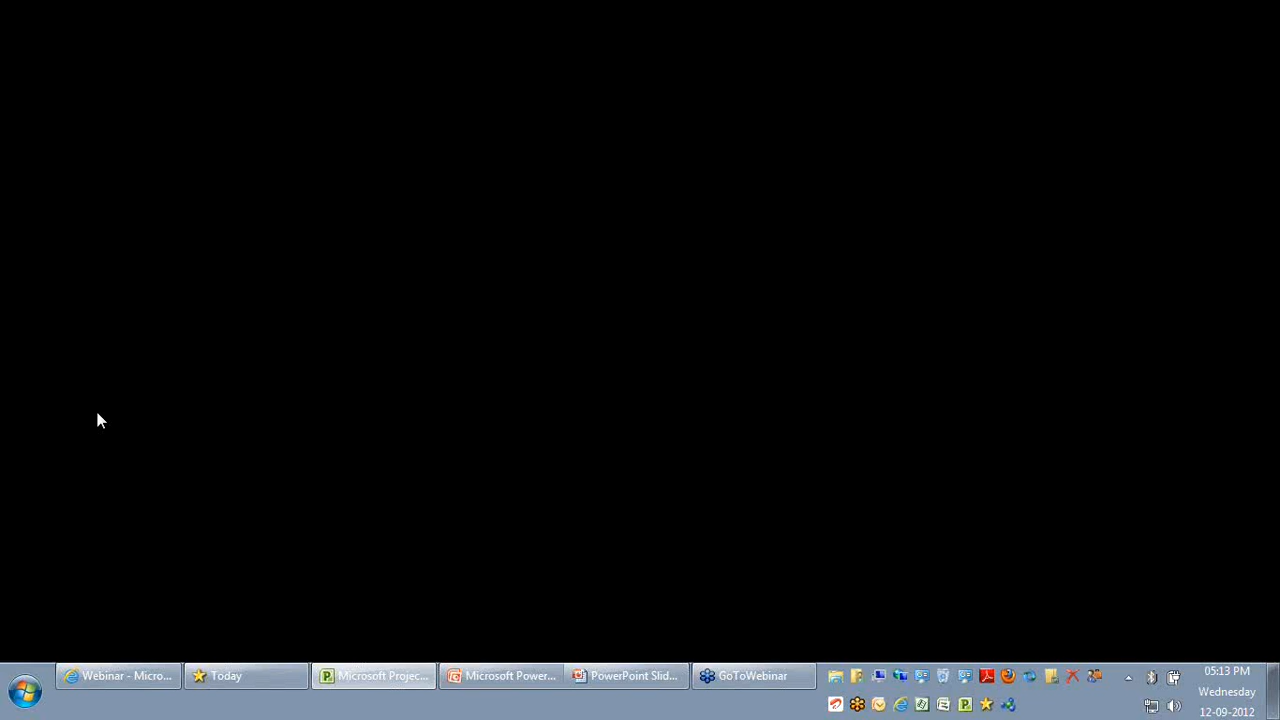 Webinar - Micro...
Today
Microsoft Projec...
Microsoft Power...
PowerPoint Slid...
GoToWebinar
05:13 PM
Wednesday
12-09-2012